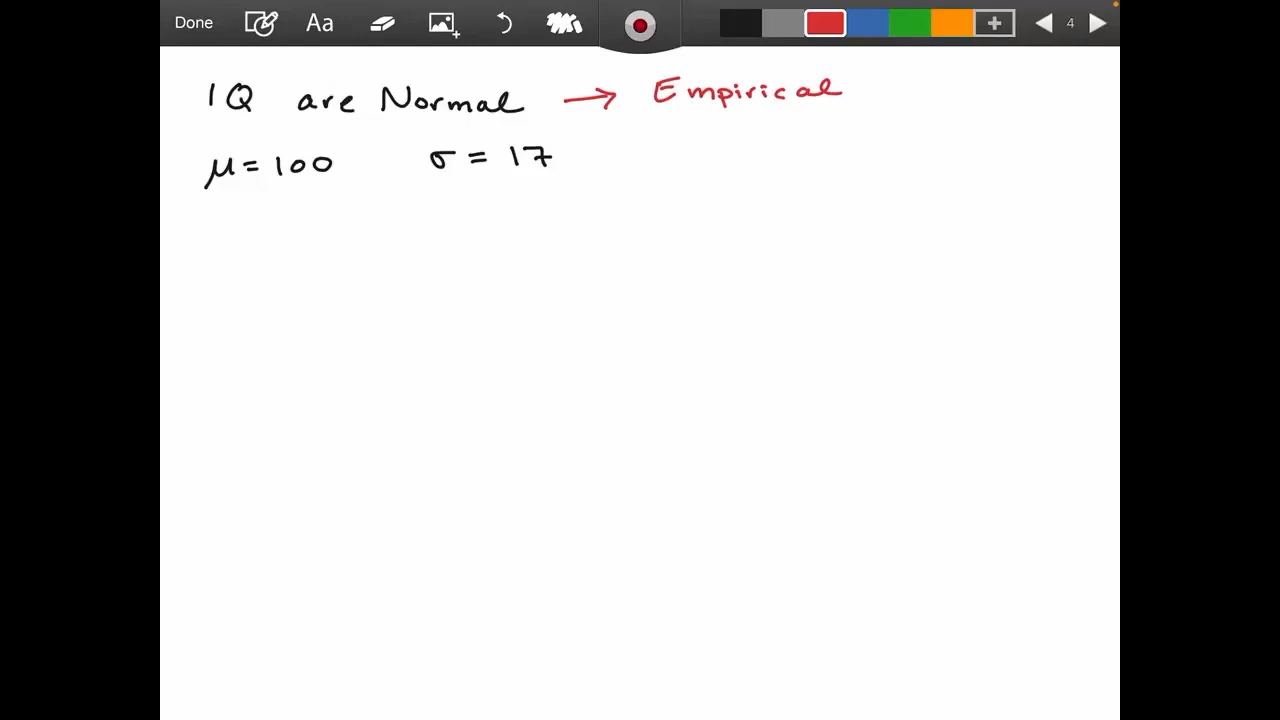 Done Aa 4
IQ are Normal → Empirical
μ = 100 σ = 17